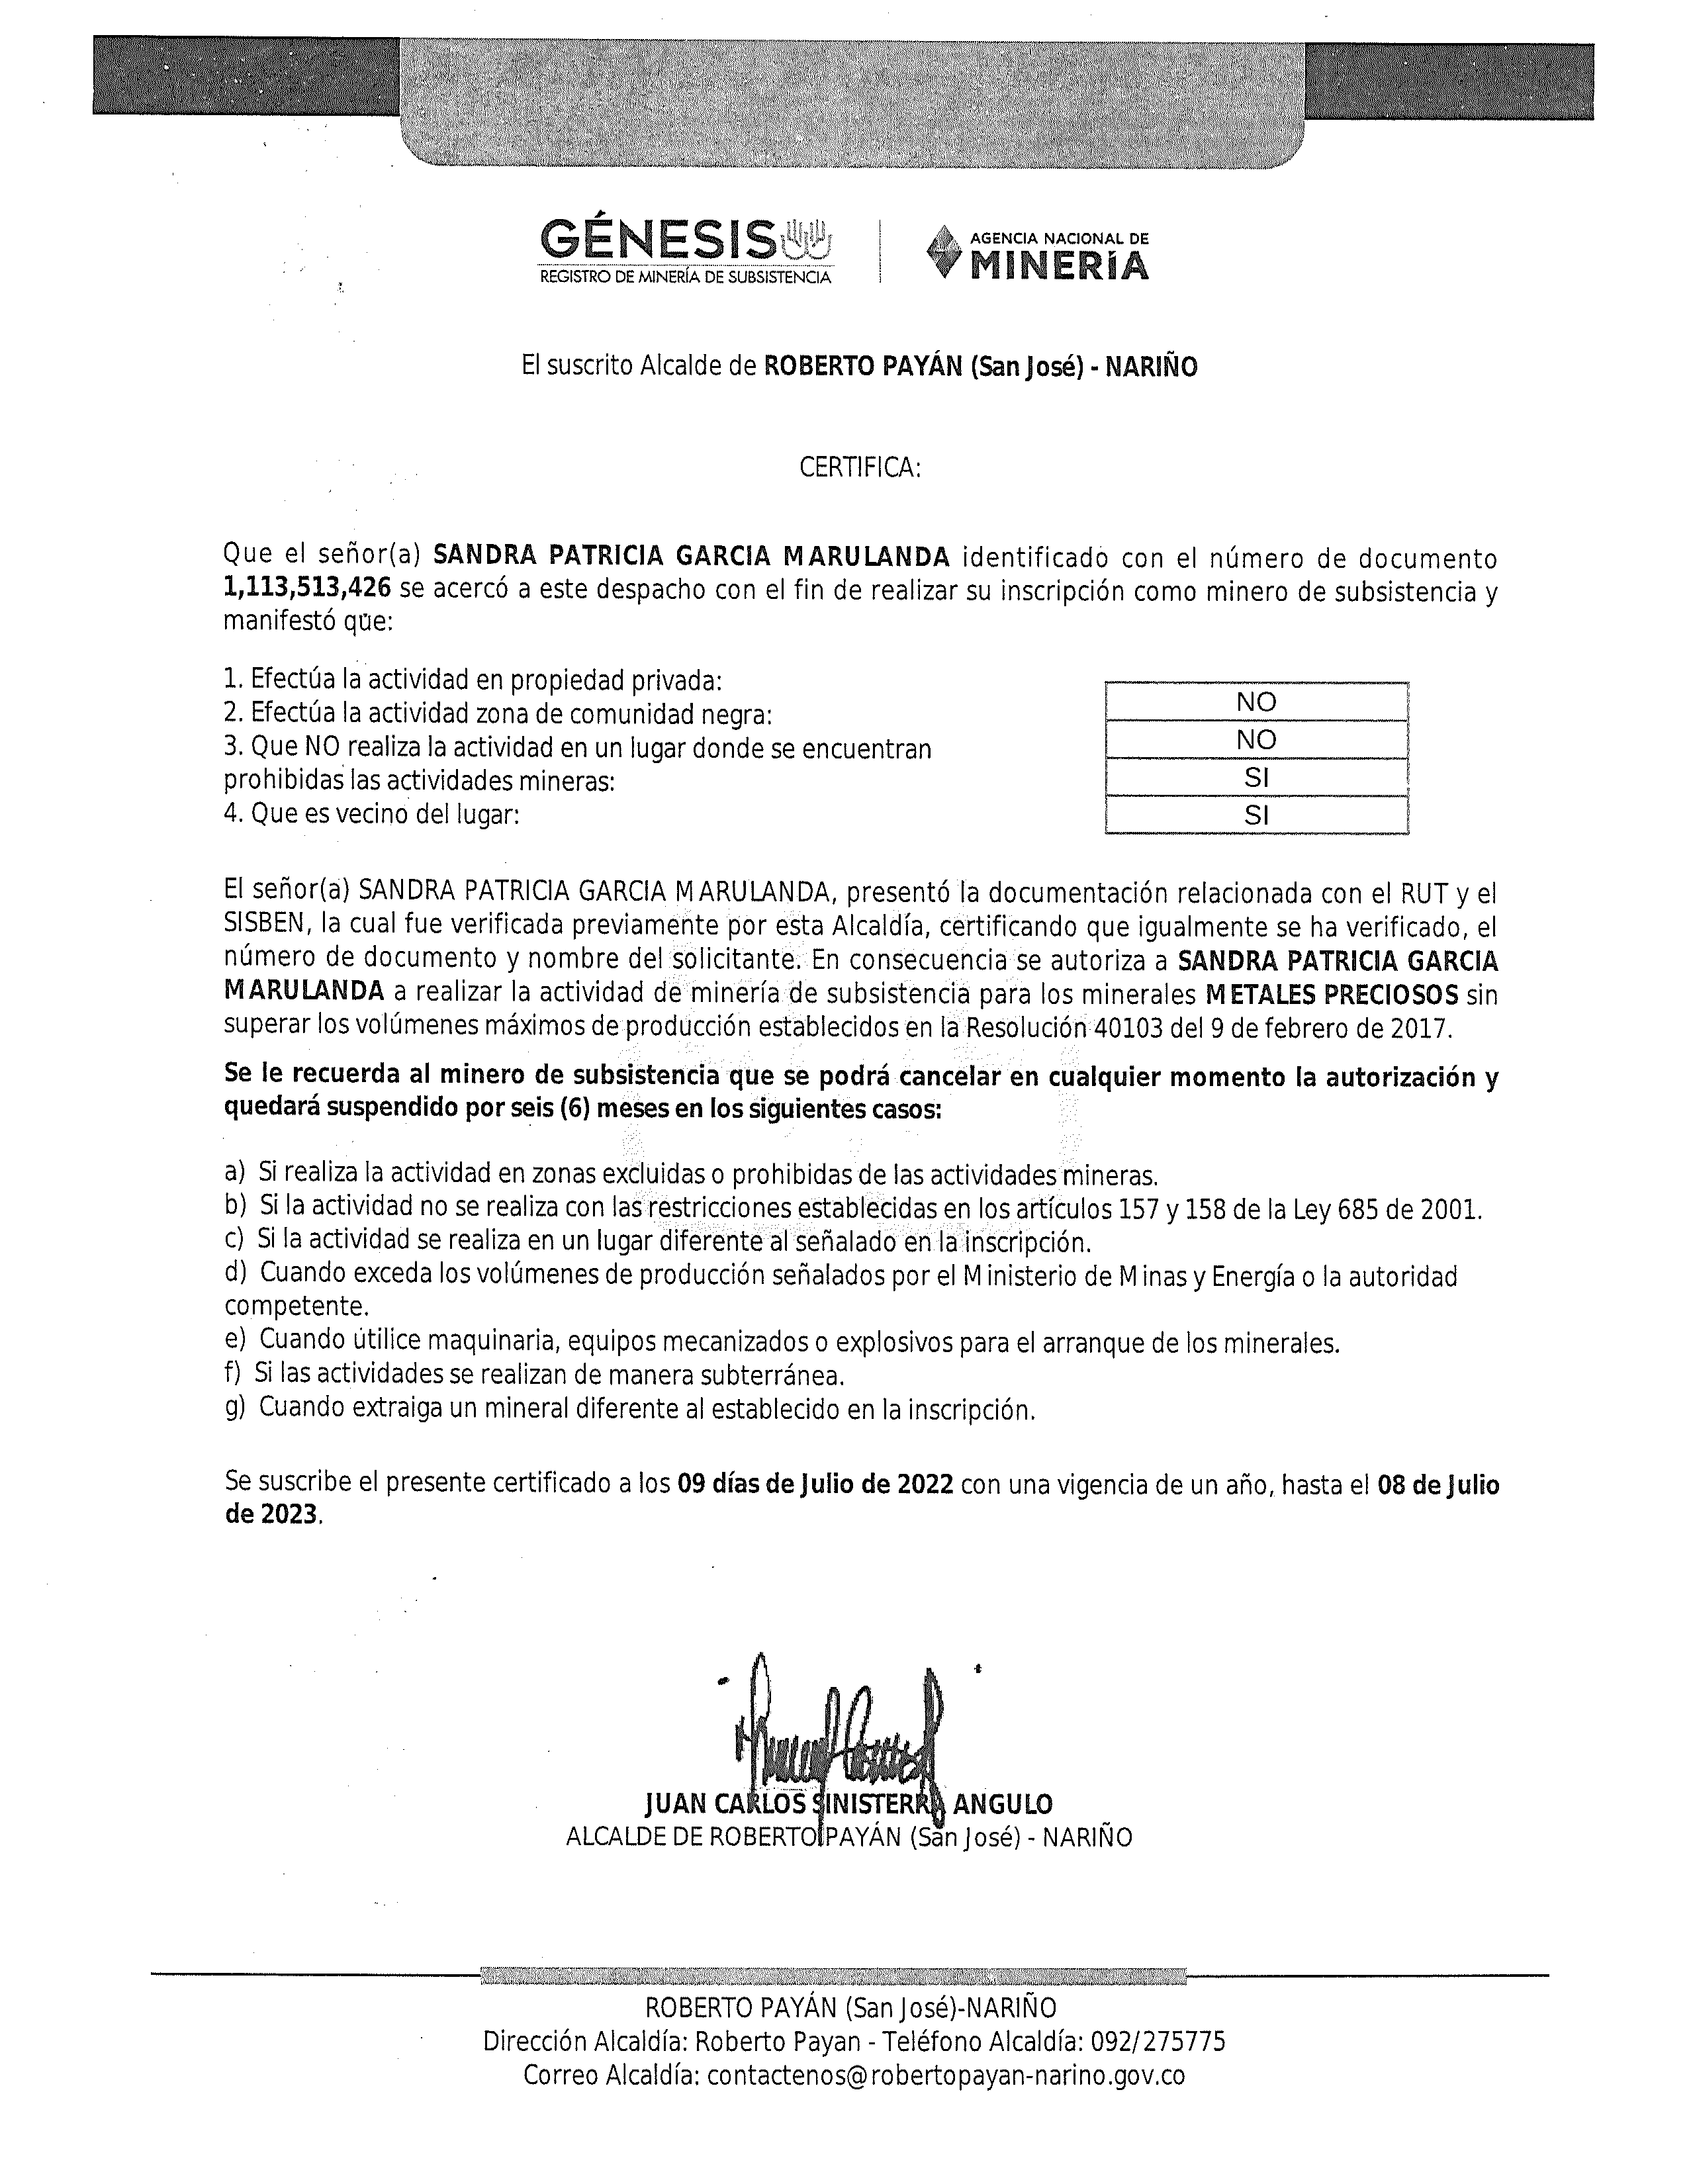 GÉNESIS
REGISTRO DE MINERÍA DE SUBSISTENCIA
AGENCIA NACIONAL DE
MINERÍA
El suscrito Alcalde de ROBERTO PAYÁN (San José) - NARIÑO
CERTIFICA:
Que el señor(a) SANDRA PATRICIA GARCIA MARULANDA identificado con el número de documento
1,113,513,426 se acercó a este despacho con el fin de realizar su inscripción como minero de subsistencia y
manifestó que:
1. Efectúa la actividad en propiedad privada:
NO
2. Efectúa la actividad zona de comunidad negra:
NO
3. Que NO realiza la actividad en un lugar donde se encuentran
prohibidas las actividades mineras:
SI
4. Que es vecino del lugar:
SI
El señor(a) SANDRA PATRICIA GARCIA MARULANDA, presentó la documentación relacionada con el RUT y el
SISBEN, la cual fue verificada previamente por esta Alcaldía, certificando que igualmente se ha verificado, el
número de documento y nombre del solicitante. En consecuencia se autoriza a SANDRA PATRICIA GARCIA
MARULANDA a realizar la actividad de minería de subsistencia para los minerales METALES PRECIOSOS sin
superar los volúmenes máximos de producción establecidos en la Resolución 40103 del 9 de febrero de 2017.
Se le recuerda al minero de subsistencia que se podrá cancelar en cualquier momento la autorización y
quedará suspendido por seis (6) meses en los siguientes casos:
a) Si realiza la actividad en zonas excluidas o prohibidas de las actividades mineras.
b) Si la actividad no se realiza con las restricciones establecidas en los artículos 157 y 158 de la Ley 685 de 2001.
c) Si la actividad se realiza en un lugar diferente al señalado en la inscripción.
d) Cuando exceda los volúmenes de producción señalados por el Ministerio de Minas y Energía o la autoridad
competente.
e) Cuando utilice maquinaria, equipos mecanizados o explosivos para el arranque de los minerales.
f) Si las actividades se realizan de manera subterránea.
g) Cuando extraiga un mineral diferente al establecido en la inscripción.
Se suscribe el presente certificado a los 09 días de Julio de 2022 con una vigencia de un año, hasta el 08 de Julio
de 2023.
JUAN CARLOS SINISTERRA ANGULO
ALCALDE DE ROBERTO PAYÁN (San José) - NARIÑO
ROBERTO PAYÁN (San José)-NARIÑO
Dirección Alcaldía: Roberto Payan - Teléfono Alcaldía: 092/275775
Correo Alcaldía: contactenos@robertopayan-narino.gov.co